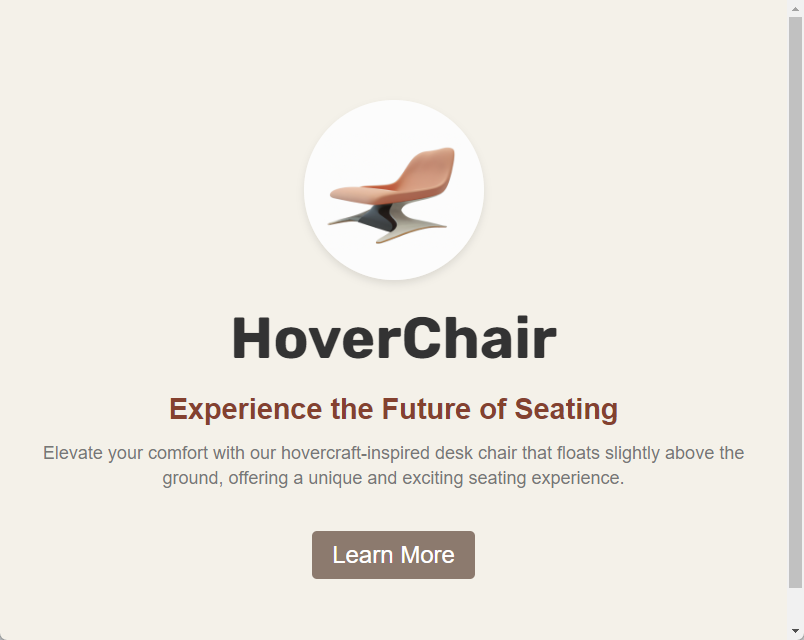 HoverChair
Experience the Future of Seating
Elevate your comfort with our hovercraft-inspired desk chair that floats slightly above the
ground, offering a unique and exciting seating experience.
Learn More